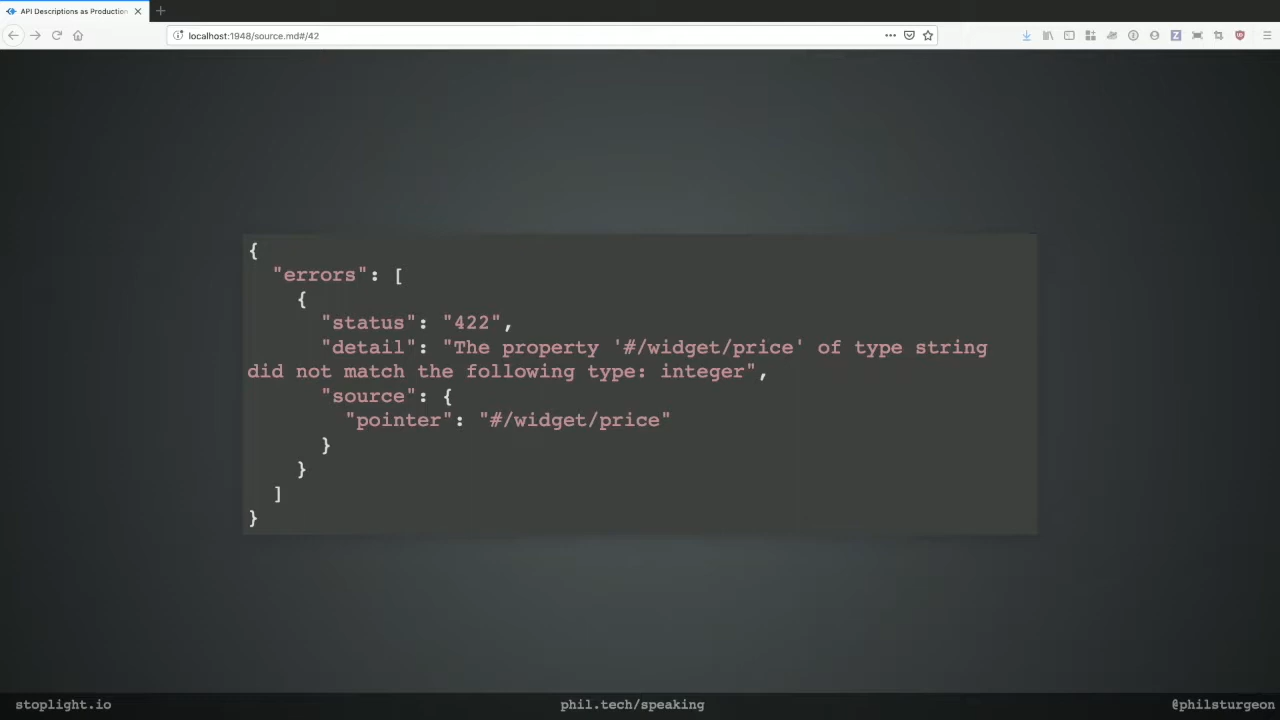 API Descriptions as Production
localhost:1948/source.md#/42
{
"errors": [
{
"status": "422",
"detail": "The property '#/widget/price' of type string
did not match the following type: integer",
"source": {
"pointer": "#/widget/price"
}
}
]
}
stoplight.io
phil.tech/speaking
@philsturgeon